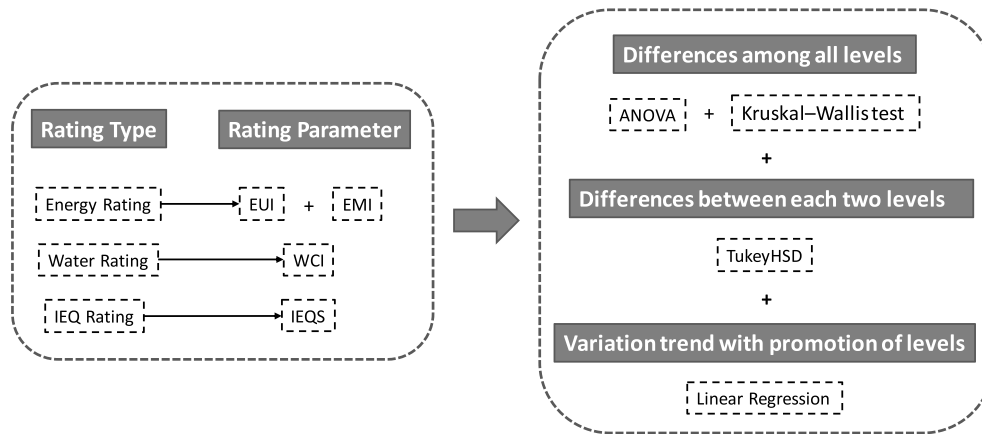 Rating Type
Rating Parameter
Energy Rating
EUI
+
EMI
Water Rating
WCI
IEQ Rating
IEQS
Differences among all levels
ANOVA
+
Kruskal–Wallis test
+
Differences between each two levels
TukeyHSD
+
Variation trend with promotion of levels
Linear Regression